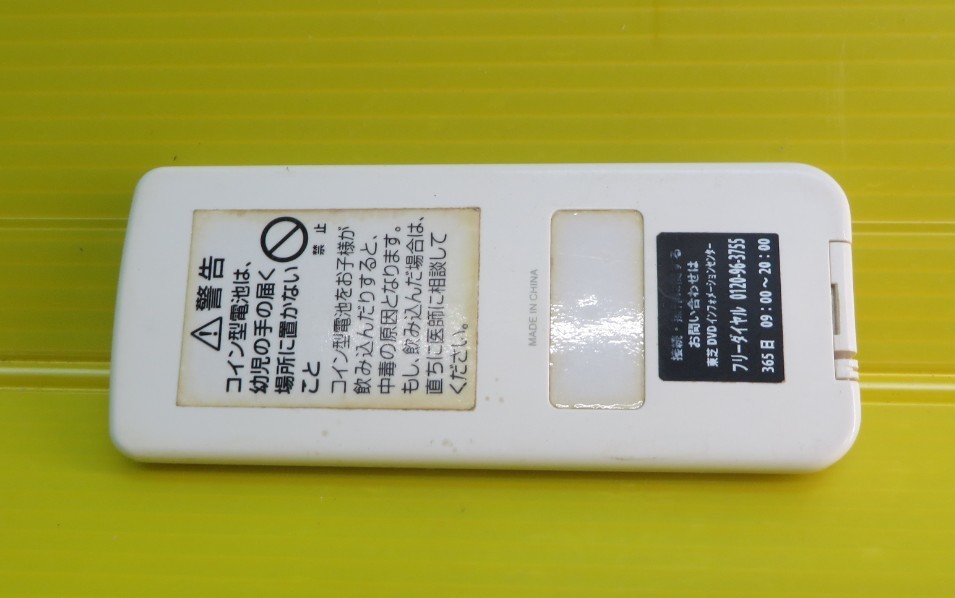 警告
コイン型電池は、
幼児の手の届く
場所に置かない
こと
禁止
コイン型電池をお子様が
飲み込んだりすると、
中毒の原因となります。
もし、飲み込んだ場合は、
直ちに医師に相談して
ください。
MADE IN CHINA
接続・
お問い合わせは
東芝DVDインフォメーションセンター
フリーダイヤル 0120-96-3755
365日 09:00~20:00